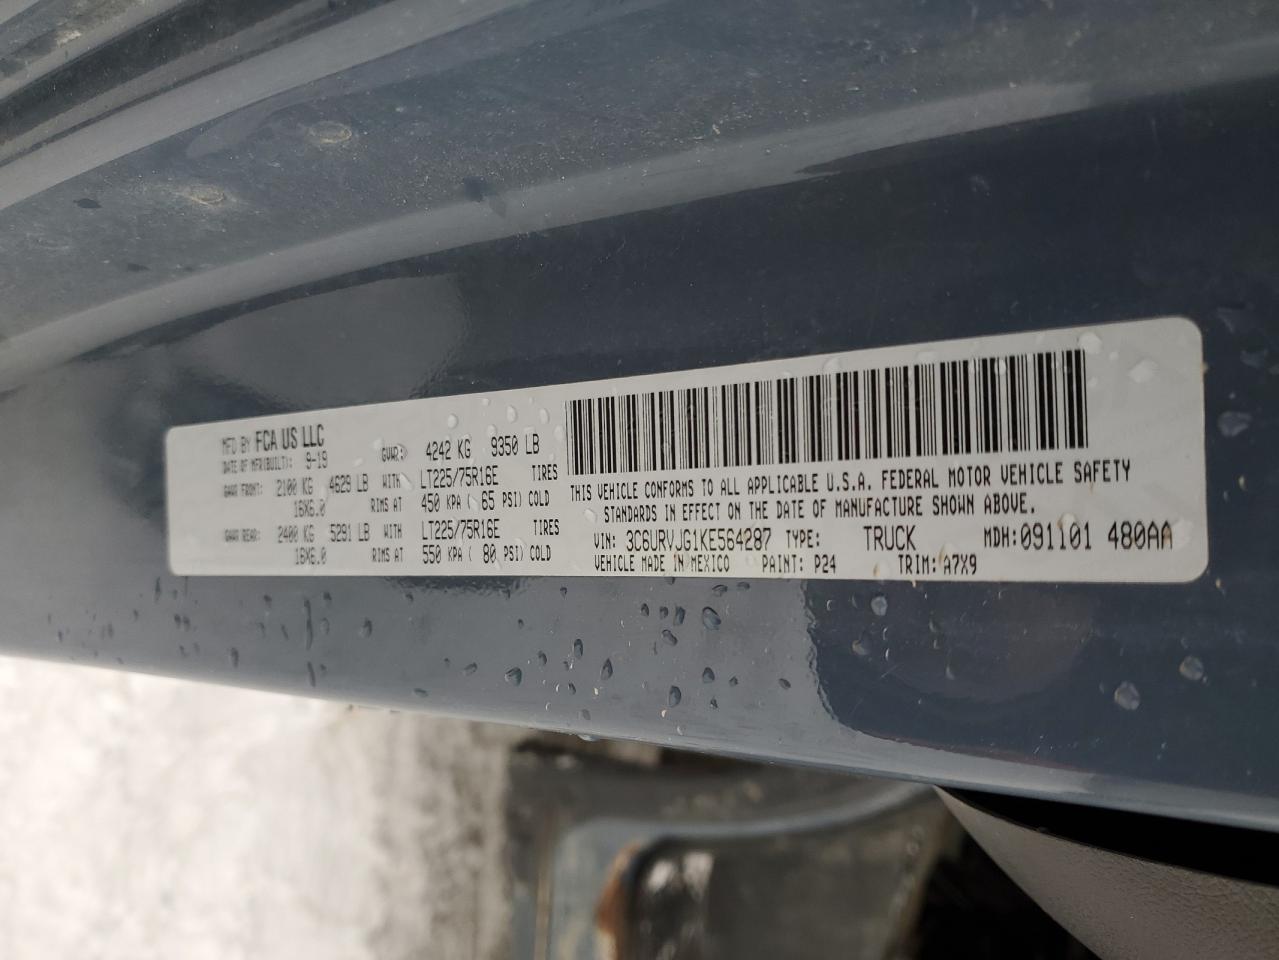 MFD BY FCA US LLC
DATE OF MFR(BUILT): 9-19 GVWR: 4242 KG 9350 LB
GAWR FRONT: 2100 KG 4629 LB WITH LT225/75R16E TIRES
16X6.0 RIMS AT 450 KPA ( 65 PSI) COLD
GAWR REAR: 2400 KG 5291 LB WITH LT225/75R16E TIRES
16X6.0 RIMS AT 550 KPA ( 80 PSI) COLD
THIS VEHICLE CONFORMS TO ALL APPLICABLE U.S.A. FEDERAL MOTOR VEHICLE SAFETY
STANDARDS IN EFFECT ON THE DATE OF MANUFACTURE SHOWN ABOVE.
VIN: 3C6URVJG1KE564287 TYPE: TRUCK MDH:091101 480AA
VEHICLE MADE IN MEXICO PAINT: P24 TRIM: A7X9